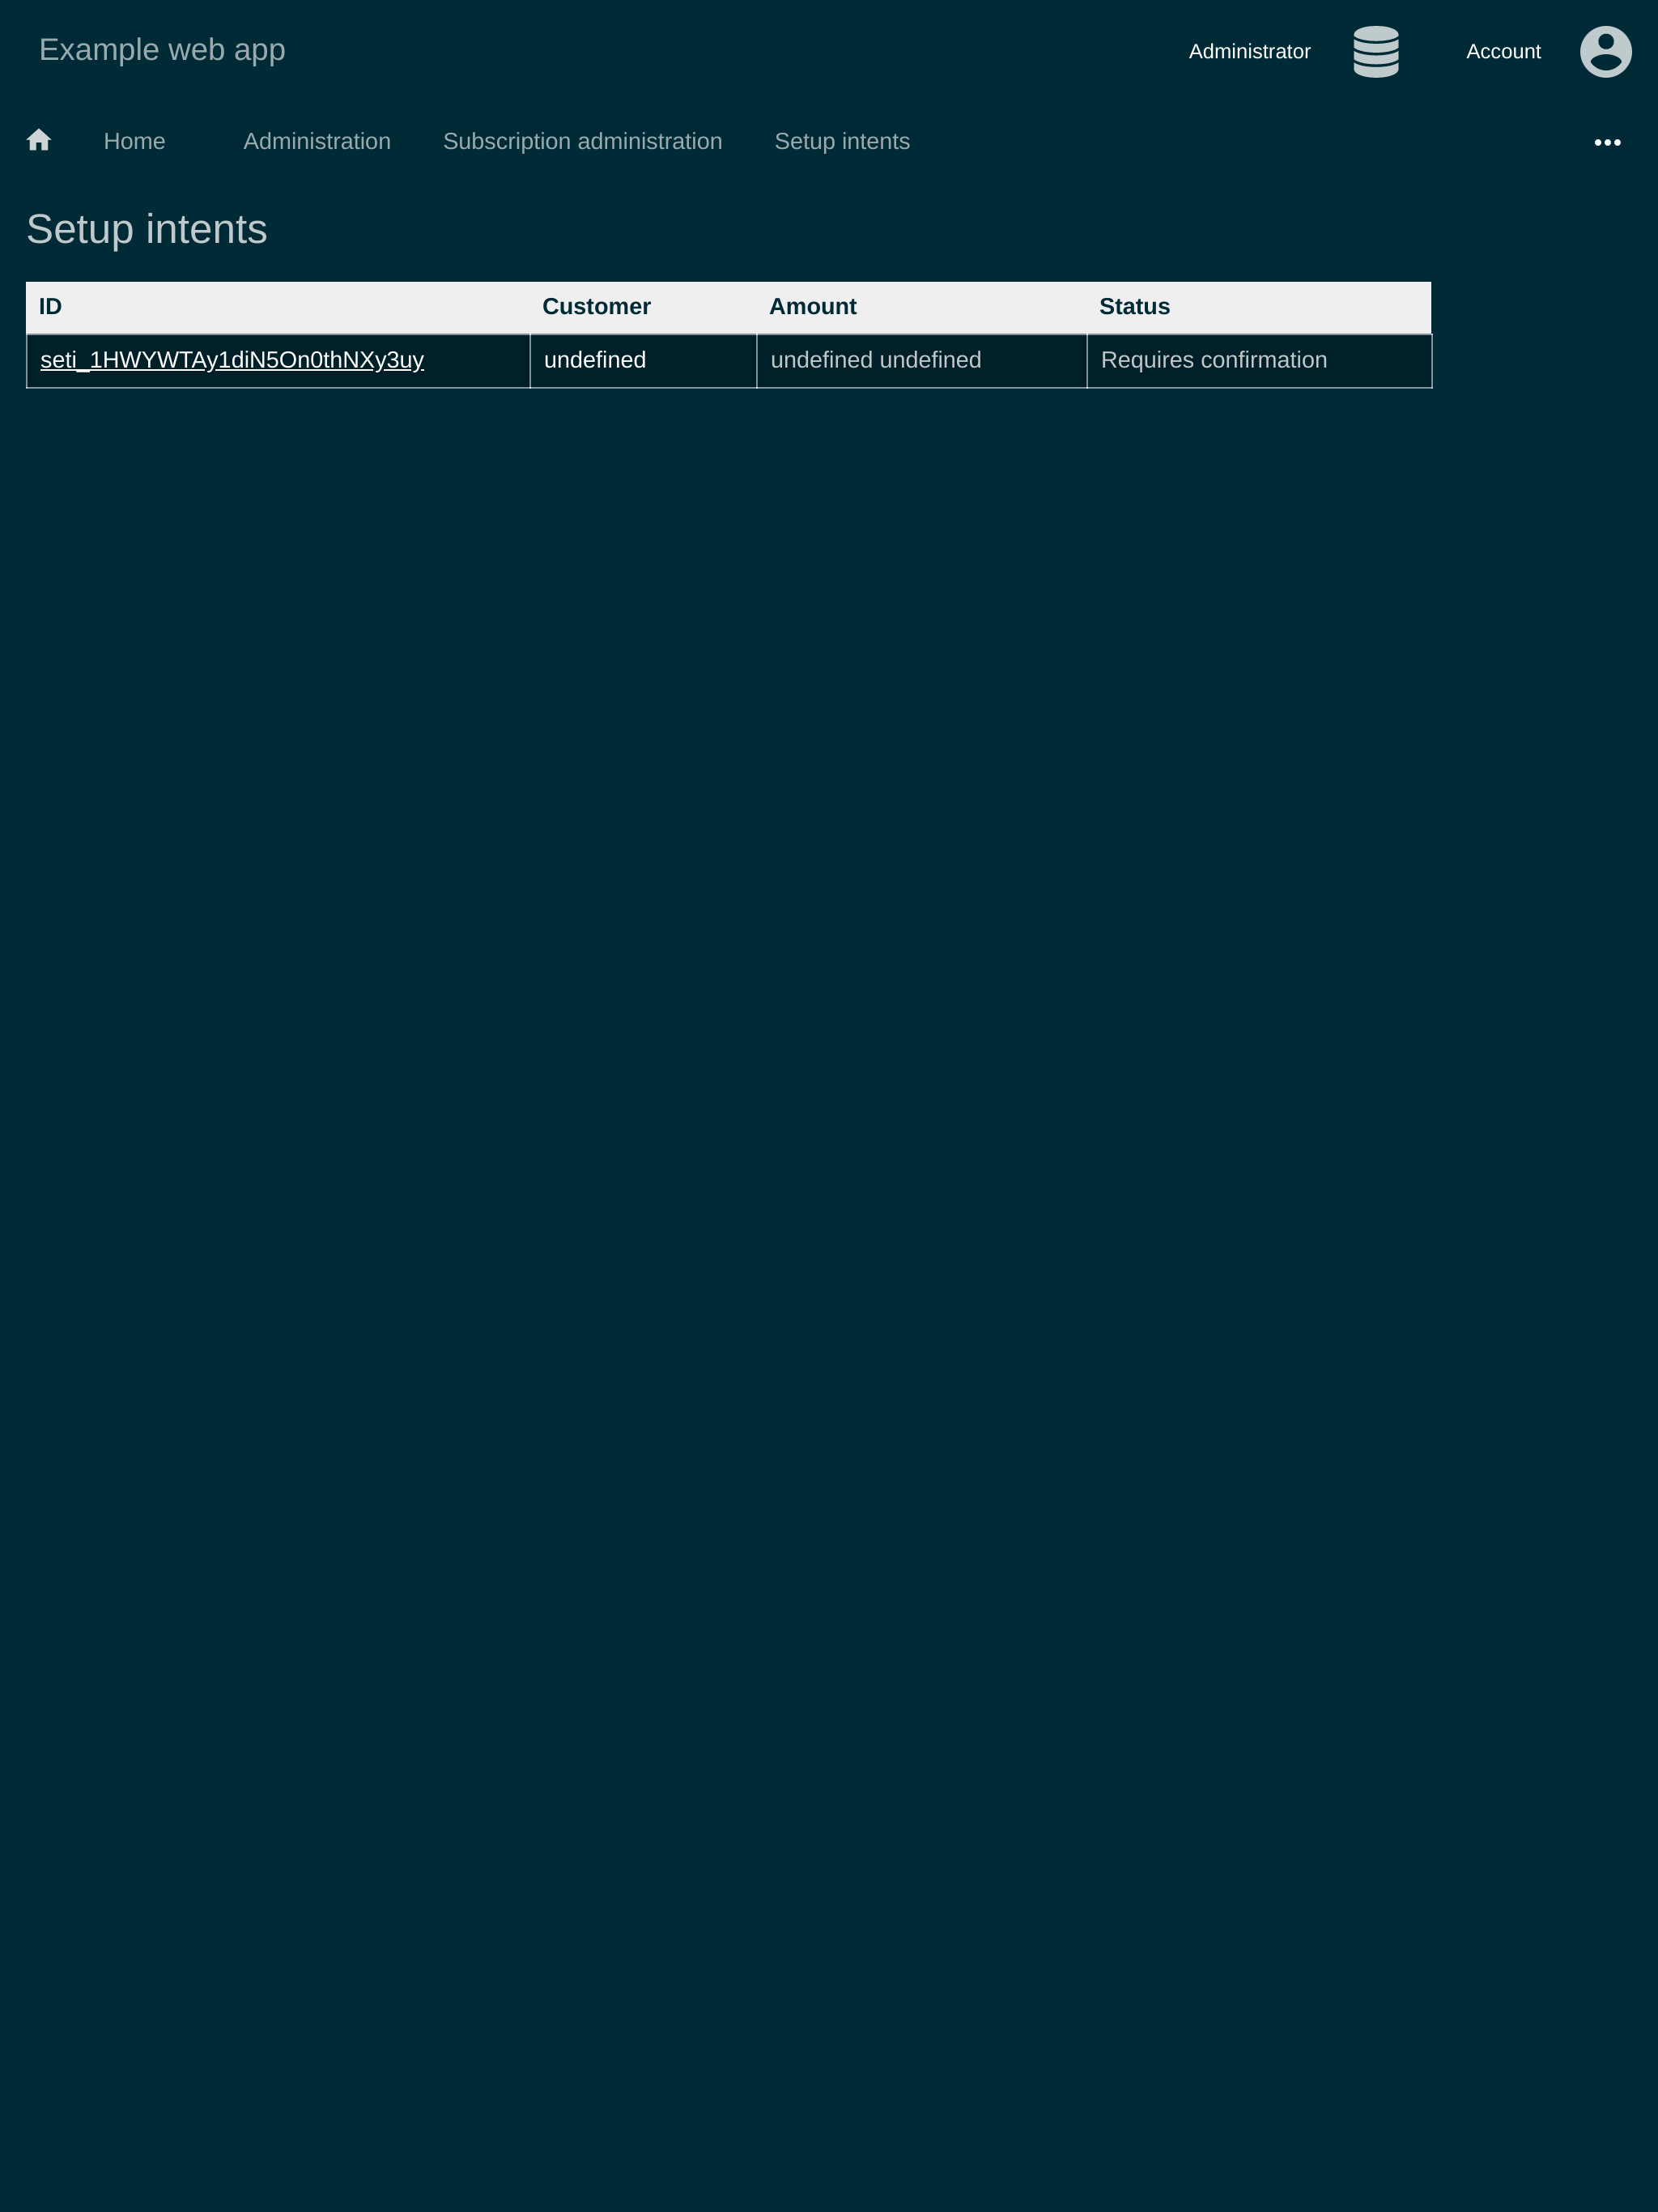 Example web app
Administrator
Account
Home Administration Subscription administration Setup intents
Setup intents
ID Customer Amount Status
seti_1HWYWTAy1diN5On0thNXy3uy undefined undefined undefined Requires confirmation